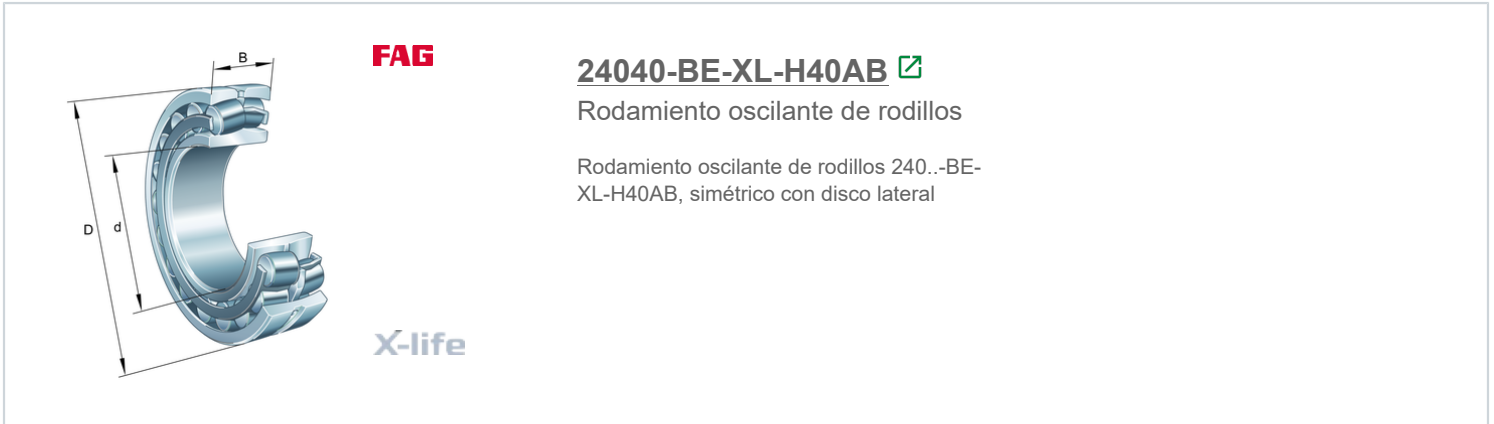 B
FAG
24040-BE-XL-H40AB
Rodamiento oscilante de rodillos
Rodamiento oscilante de rodillos 240..-BE-
XL-H40AB, simétrico con disco lateral
D
d
X-life